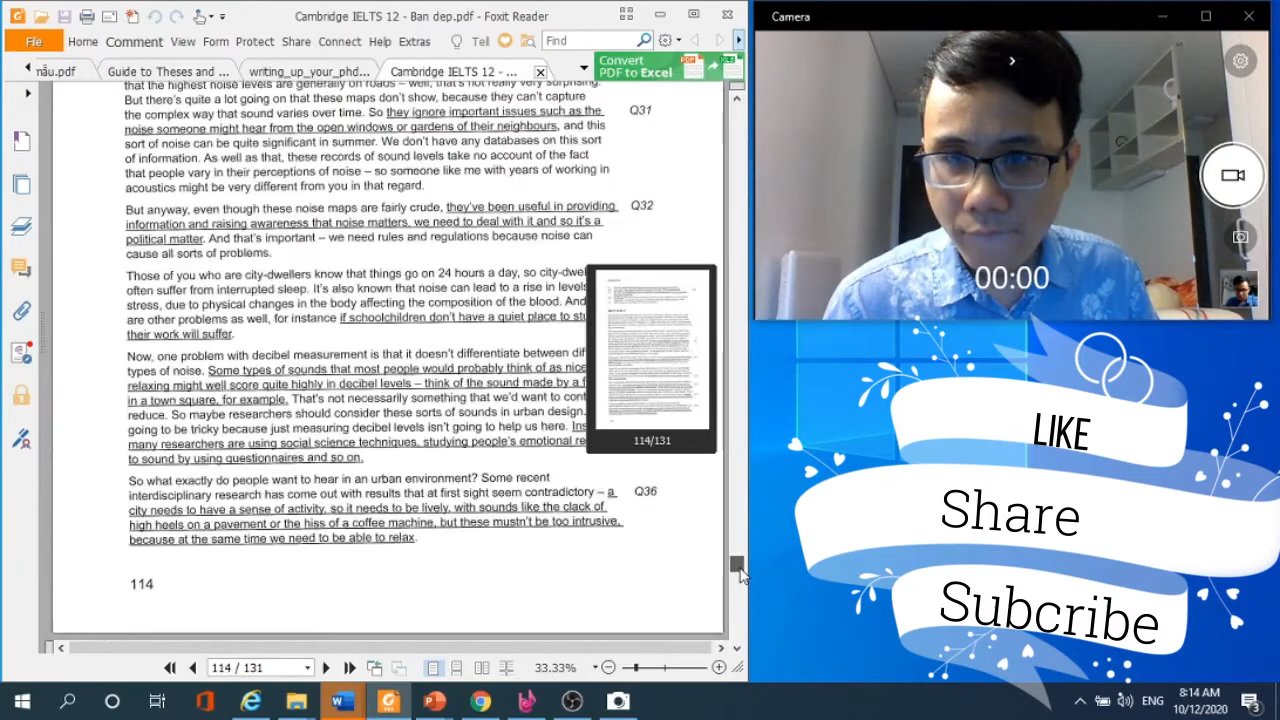 Cambridge IELTS 12 - Ban dep.pdf - Foxit Reader
File Home Comment View Form Protect Share Connect Help Extras Tell Find
mẫu.pdf Guide to Theses and ... writing_up_your_phd... Cambridge IELTS 12 - ...
Convert
PDF to Excel
that the highest noise levels are generally on roads – well, that's not really very surprising.
But there's quite a lot going on that these maps don't show, because they can't capture
the complex way that sound varies over time. So they ignore important issues such as the Q31
noise someone might hear from the open windows or gardens of their neighbours, and this
sort of noise can be quite significant in summer. We don't have any databases on this sort
of information. As well as that, these records of sound levels take no account of the fact
that people vary in their perceptions of noise – so someone like me with years of working in
acoustics might be very different from you in that regard.
But anyway, even though these noise maps are fairly crude, they've been useful in providing Q32
information and raising awareness that noise matters, we need to deal with it and so it's a
political matter. And that's important – we need rules and regulations because noise can
cause all sorts of problems.
Those of you who are city-dwellers know that things go on 24 hours a day, so city-dwel
often suffer from interrupted sleep. It's also known that noise can lead to a rise in levels
stress, due to physical changes in the body affecting the composition of the blood. And
are other problems as well, for instance if schoolchildren don't have a quiet place to stu
their work will suffer.
Now, one problem with decibel measurement is that it doesn't differentiate between dif
types of noise. Some types of sounds that most people would probably think of as nice
relaxing might well score quite highly in decibel levels – think of the sound made by a f
in a town square, for example. That's not necessarily something that we'd want to cont
reduce. So maybe researchers should consider these sorts of sounds in urban design.
going to be tricky because just measuring decibel levels isn't going to help us here. Ins
many researchers are using social science techniques, studying people's emotional re
to sound by using questionnaires and so on.
So what exactly do people want to hear in an urban environment? Some recent
interdisciplinary research has come out with results that at first sight seem contradictory – a Q36
city needs to have a sense of activity, so it needs to be lively, with sounds like the clack of
high heels on a pavement or the hiss of a coffee machine, but these mustn't be too intrusive,
because at the same time we need to be able to relax.
114
114/131
114 / 131
33.33%
Camera
00:00
LIKE
Share
Subcribe
ENG
8:14 AM
10/12/2020
3